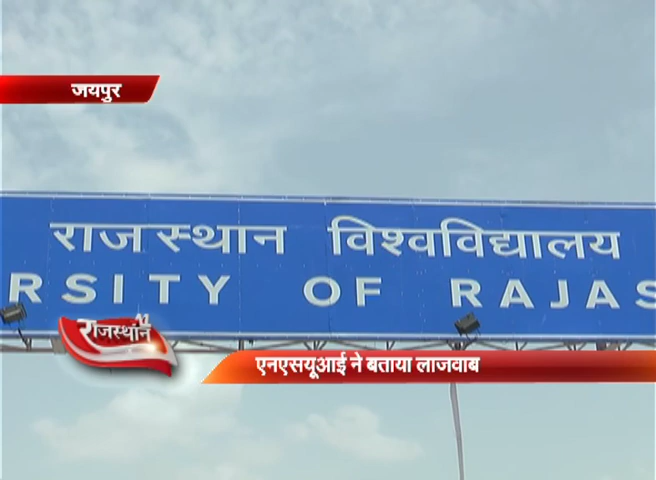 जयपुर
राजस्थान विश्वविद्यालय
RSITY OF RAJAS
राजस्थान
एनएसयूआई ने बताया लाजवाब